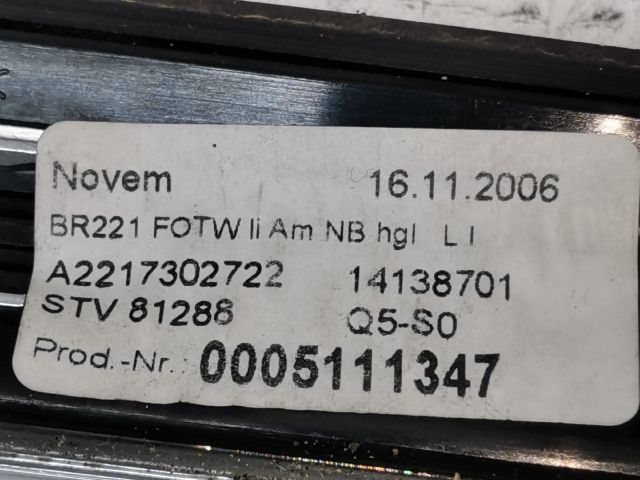 Novem 16.11.2006
BR221 FOTW li Am NB hgl L I
A2217302722 14138701
STV 81288 Q5-S0
Prod.-Nr.: 0005111347